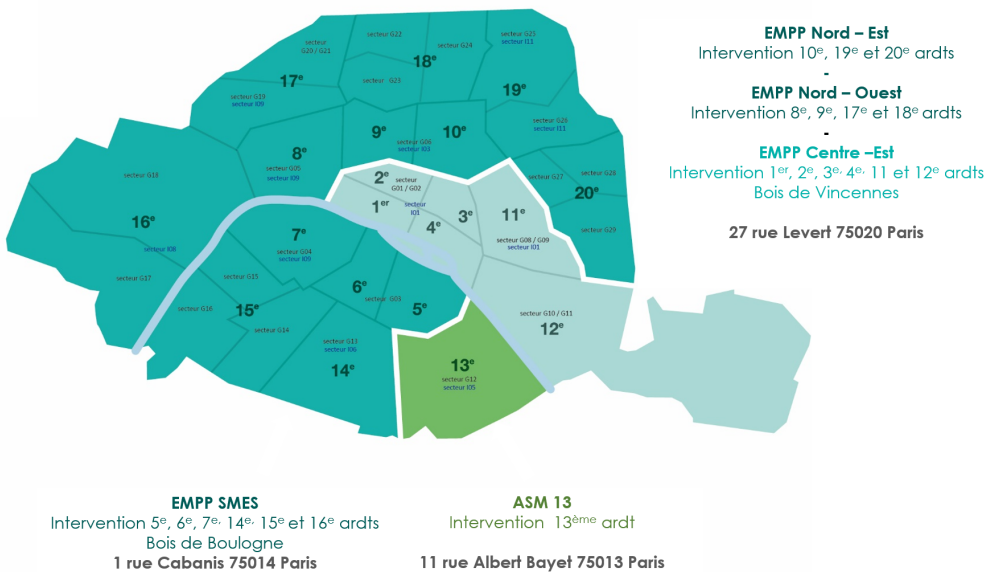 EMPP Nord – Est
Intervention 10e, 19e et 20e ardts
-
EMPP Nord – Ouest
Intervention 8e, 9e, 17e et 18e ardts
-
EMPP Centre –Est
Intervention 1er, 2e, 3e, 4e, 11 et 12e ardts
Bois de Vincennes
27 rue Levert 75020 Paris
secteur
G20 / G21
17e
secteur G22
18e
secteur G24
secteur G23
secteur G25
secteur I11
19e
secteur G19
secteur I09
9e
secteur G06
secteur I03
10e
secteur G26
secteur I11
8e
secteur G05
secteur I09
secteur G18
16e
secteur I08
secteur G17
2e
secteur
G01 / G02
1er
secteur
I01
4e
3e
11e
secteur G08 / G09
secteur I01
secteur G27
secteur G28
20e
secteur G29
7e
secteur G04
secteur I09
secteur G15
secteur G16
15e
secteur G14
6e
secteur G03
5e
secteur G13
secteur I06
14e
secteur G10 / G11
12e
13e
secteur G12
secteur I05
EMPP SMES
Intervention 5e, 6e, 7e, 14e, 15e et 16e ardts
Bois de Boulogne
1 rue Cabanis 75014 Paris
ASM 13
Intervention 13ème ardt
11 rue Albert Bayet 75013 Paris